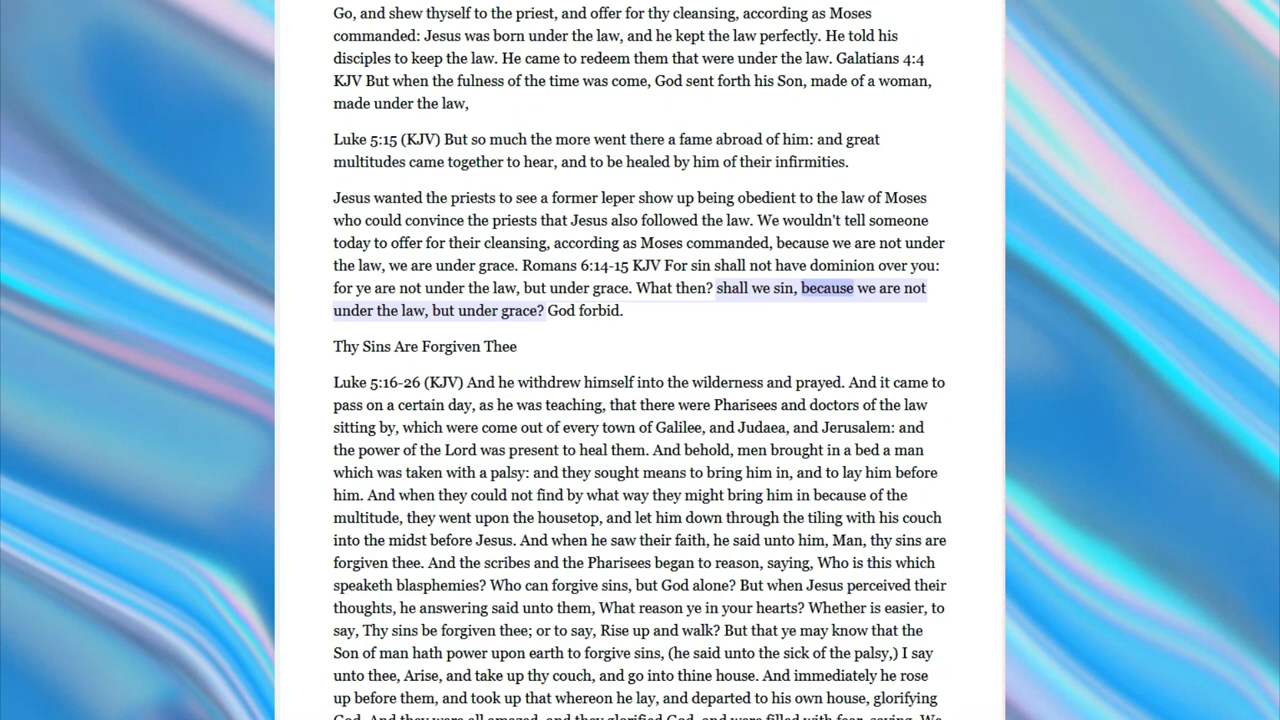 Go, and shew thyself to the priest, and offer for thy cleansing, according as Moses
commanded: Jesus was born under the law, and he kept the law perfectly. He told his
disciples to keep the law. He came to redeem them that were under the law. Galatians 4:4
KJV But when the fulness of the time was come, God sent forth his Son, made of a woman,
made under the law,
Luke 5:15 (KJV) But so much the more went there a fame abroad of him: and great
multitudes came together to hear, and to be healed by him of their infirmities.
Jesus wanted the priests to see a former leper show up being obedient to the law of Moses
who could convince the priests that Jesus also followed the law. We wouldn't tell someone
today to offer for their cleansing, according as Moses commanded, because we are not under
the law, we are under grace. Romans 6:14-15 KJV For sin shall not have dominion over you:
for ye are not under the law, but under grace. What then? shall we sin, because we are not
under the law, but under grace? God forbid.
Thy Sins Are Forgiven Thee
Luke 5:16-26 (KJV) And he withdrew himself into the wilderness and prayed. And it came to
pass on a certain day, as he was teaching, that there were Pharisees and doctors of the law
sitting by, which were come out of every town of Galilee, and Judaea, and Jerusalem: and
the power of the Lord was present to heal them. And behold, men brought in a bed a man
which was taken with a palsy: and they sought means to bring him in, and to lay him before
him. And when they could not find by what way they might bring him in because of the
multitude, they went upon the housetop, and let him down through the tiling with his couch
into the midst before Jesus. And when he saw their faith, he said unto him, Man, thy sins are
forgiven thee. And the scribes and the Pharisees began to reason, saying, Who is this which
speaketh blasphemies? Who can forgive sins, but God alone? But when Jesus perceived their
thoughts, he answering said unto them, What reason ye in your hearts? Whether is easier, to
say, Thy sins be forgiven thee; or to say, Rise up and walk? But that ye may know that the
Son of man hath power upon earth to forgive sins, (he said unto the sick of the palsy,) I say
unto thee, Arise, and take up thy couch, and go into thine house. And immediately he rose
up before them, and took up that whereon he lay, and departed to his own house, glorifying
God. And they were all amazed, and they glorified God, and were filled with fear, saying, We